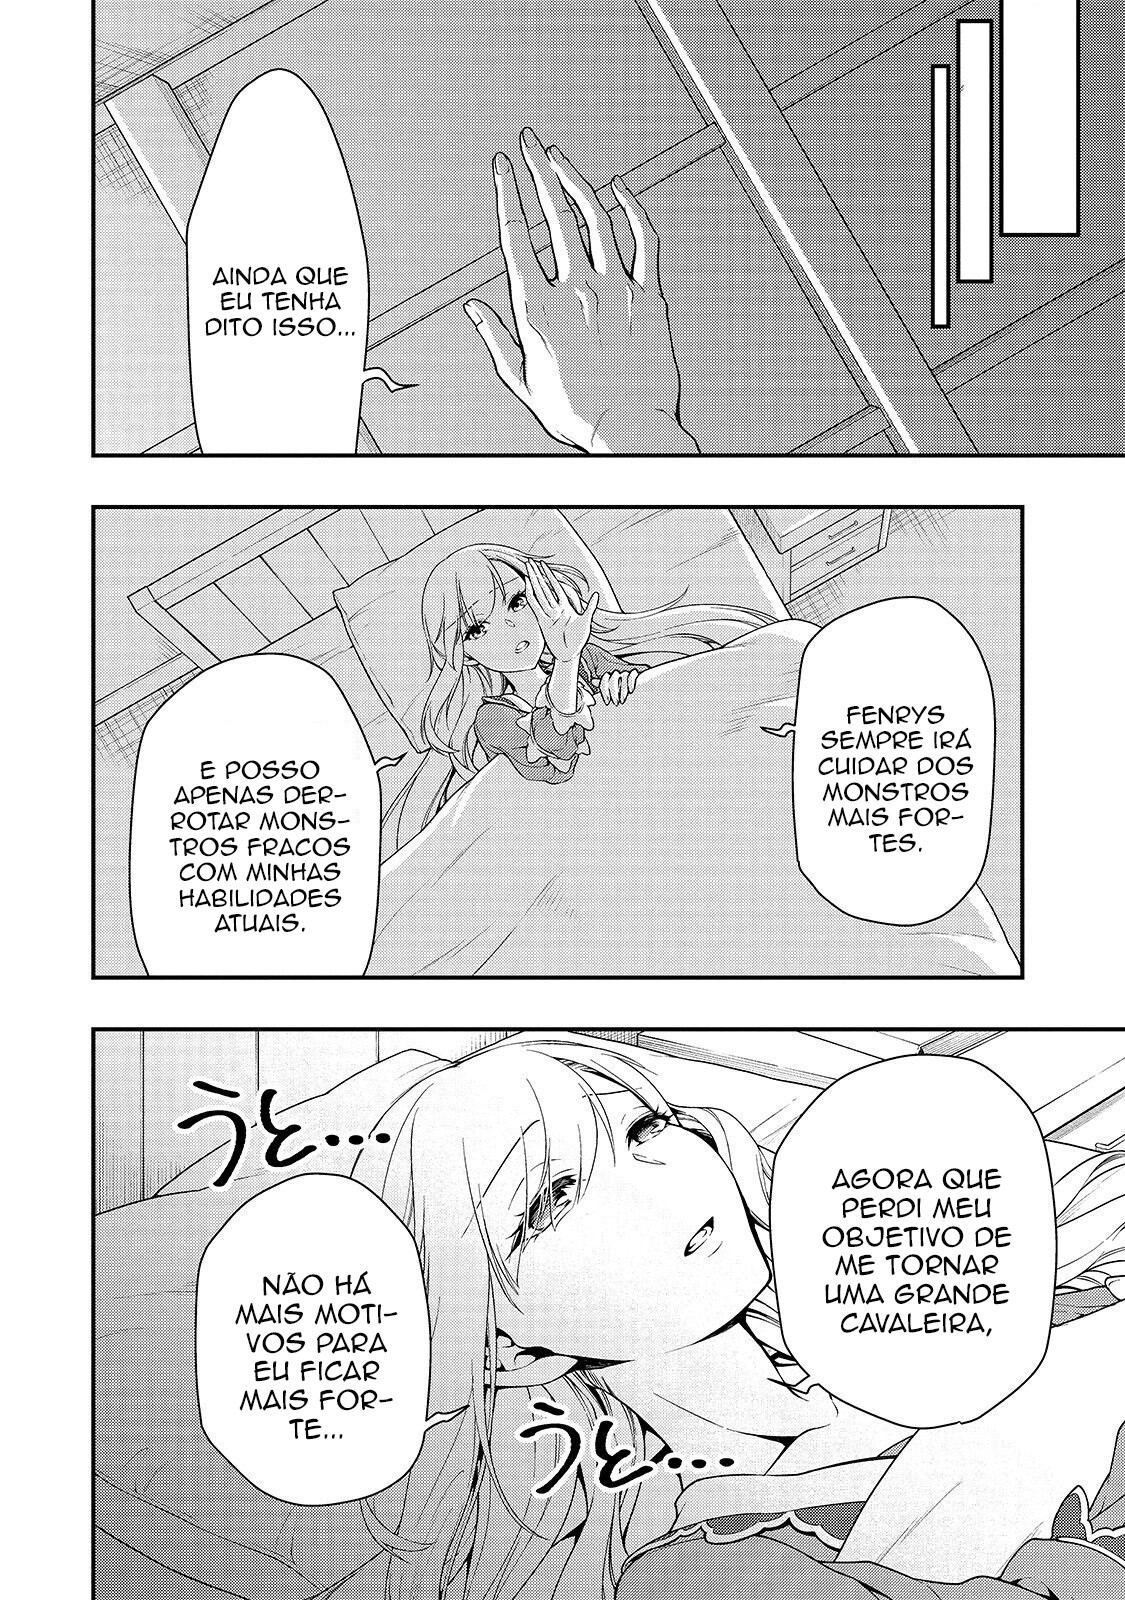 AINDA QUE
EU TENHA
DITO ISSO...
FENRYS
SEMPRE IRÁ
CUIDAR DOS
MONSTROS
MAIS FOR-
TES.
E POSSO
APENAS DER-
ROTAR MONS-
TROS FRACOS
COM MINHAS
HABILIDADES
ATUAIS.
AGORA QUE
PERDI MEU
OBJETIVO DE
ME TORNAR
UMA GRANDE
CAVALEIRA,
うと…
NÃO HÁ
MAIS MOTI-
VOS PARA
EU FICAR
MAIS FOR-
TE...
うと…